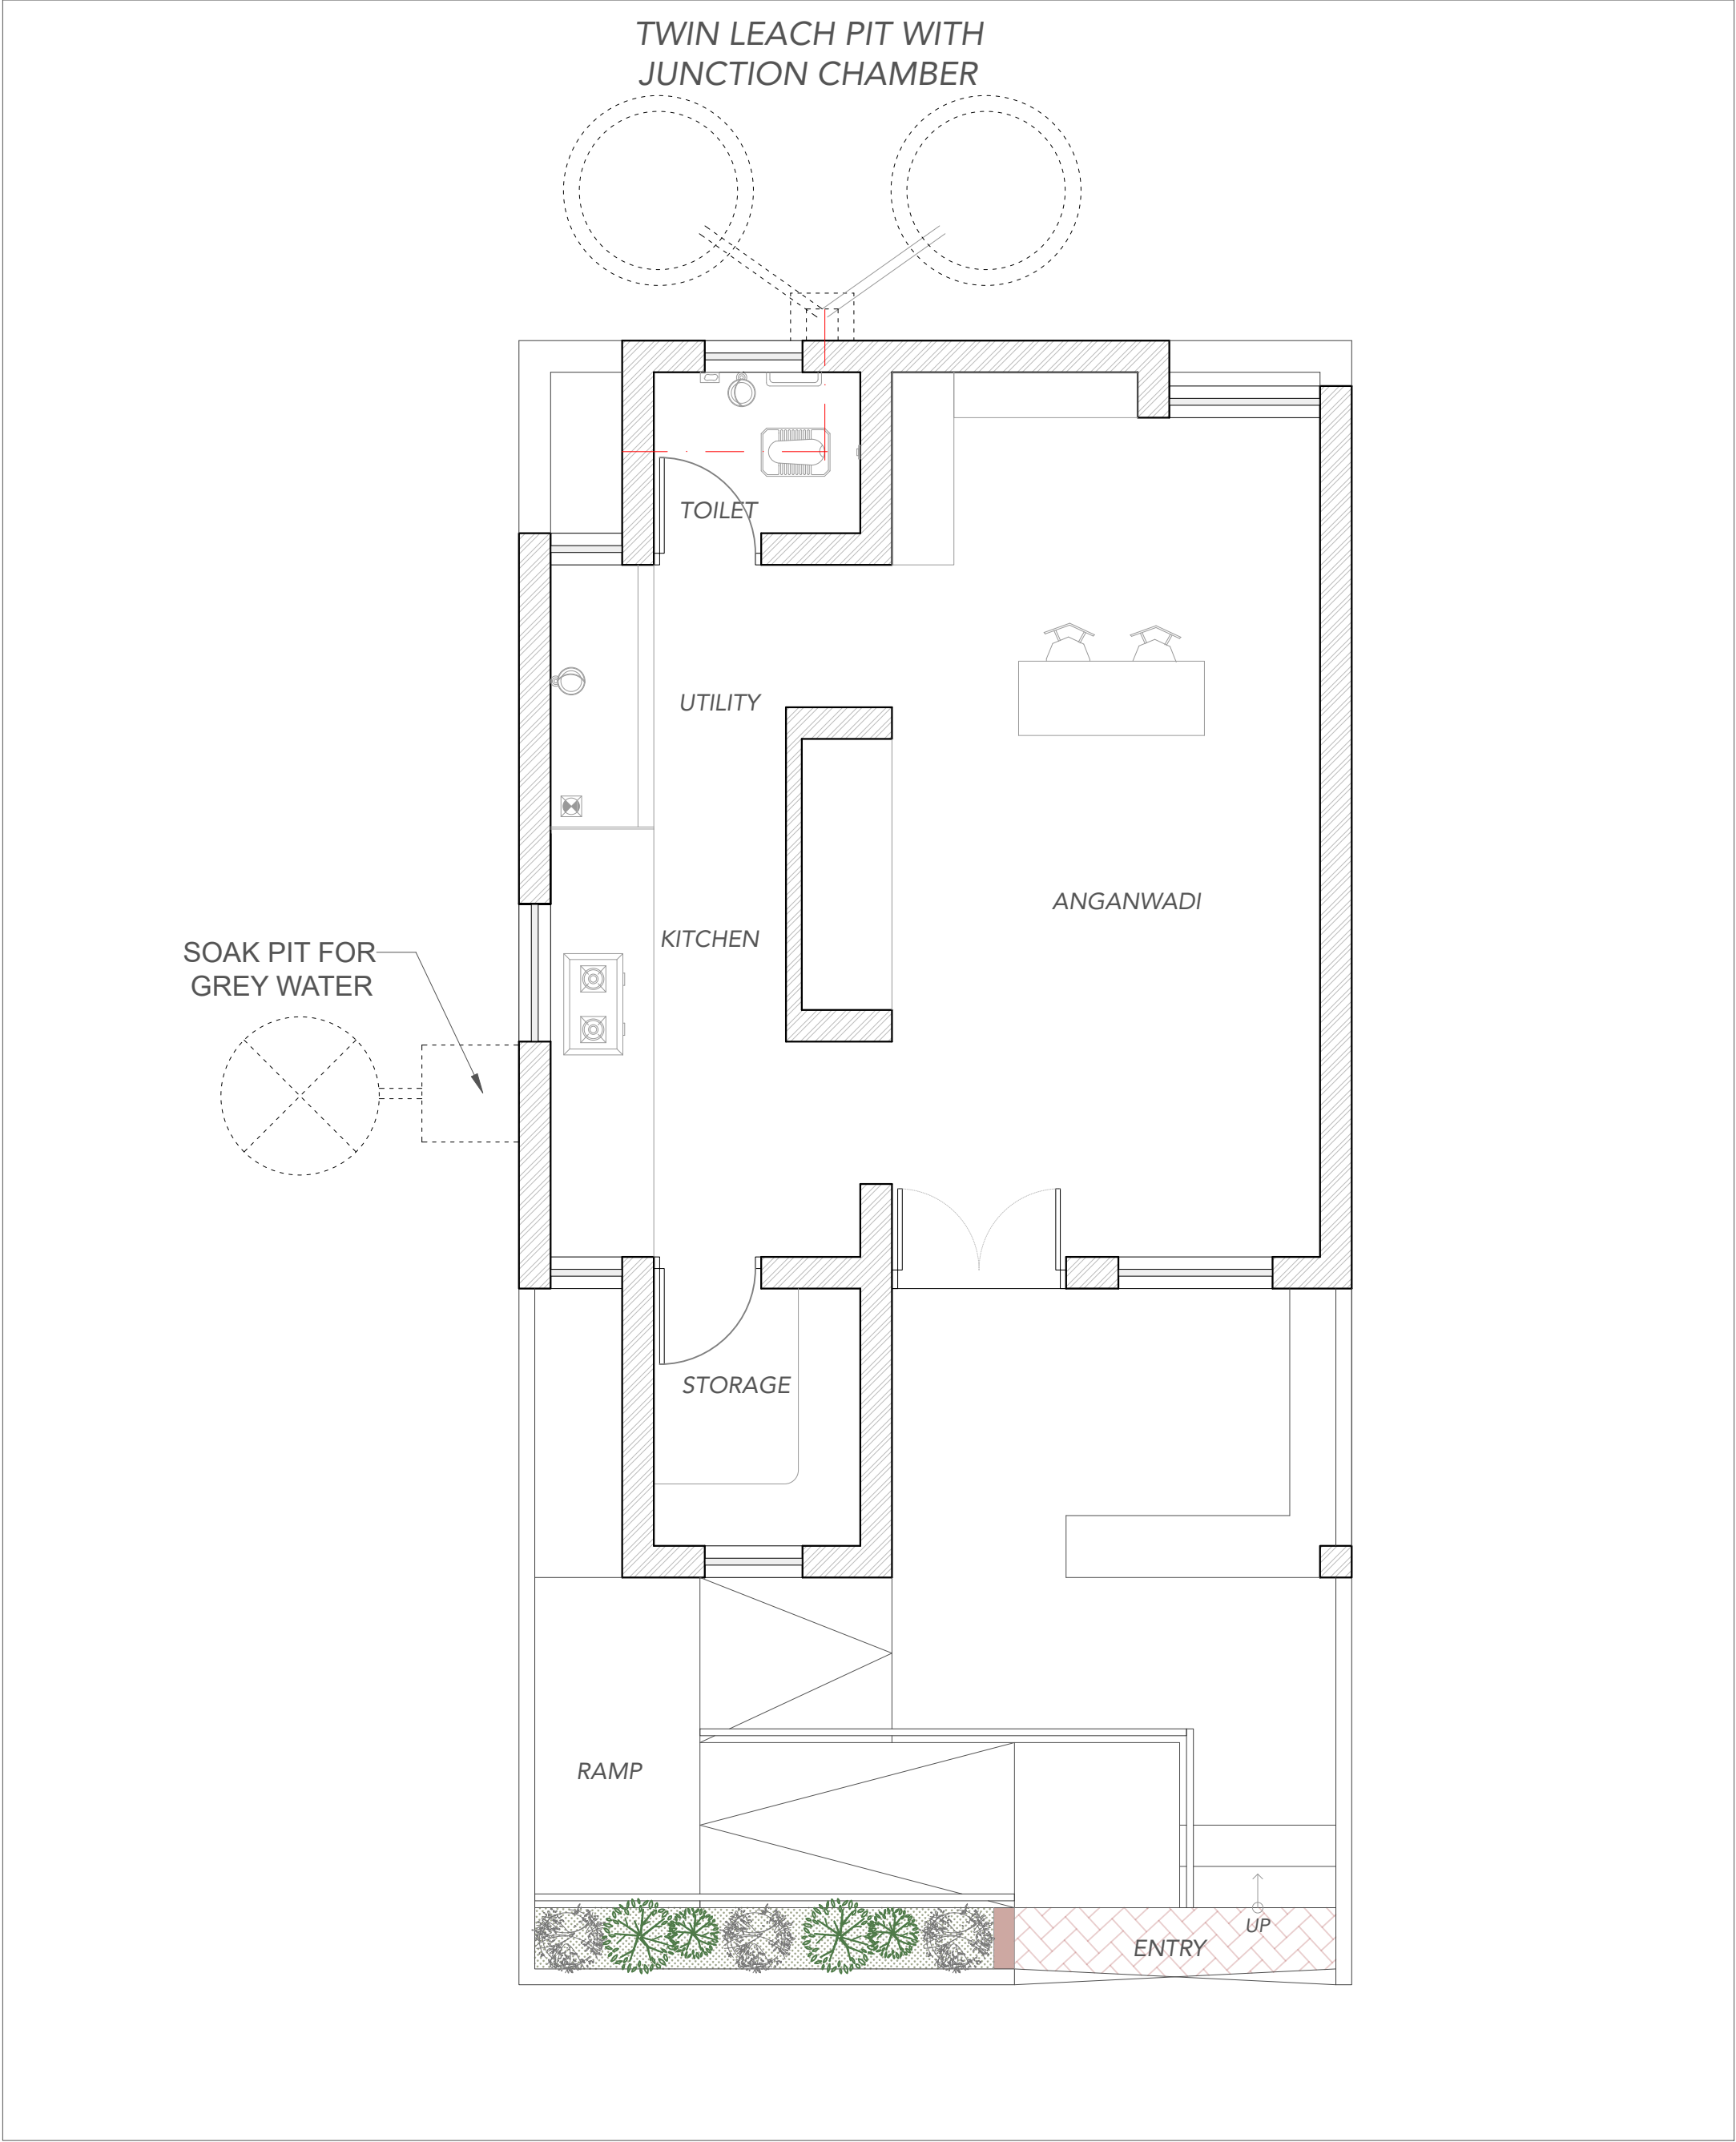 TWIN LEACH PIT WITH
JUNCTION CHAMBER
TOILET
UTILITY
ANGANWADI
KITCHEN
SOAK PIT FOR
GREY WATER
STORAGE
RAMP
UP
ENTRY